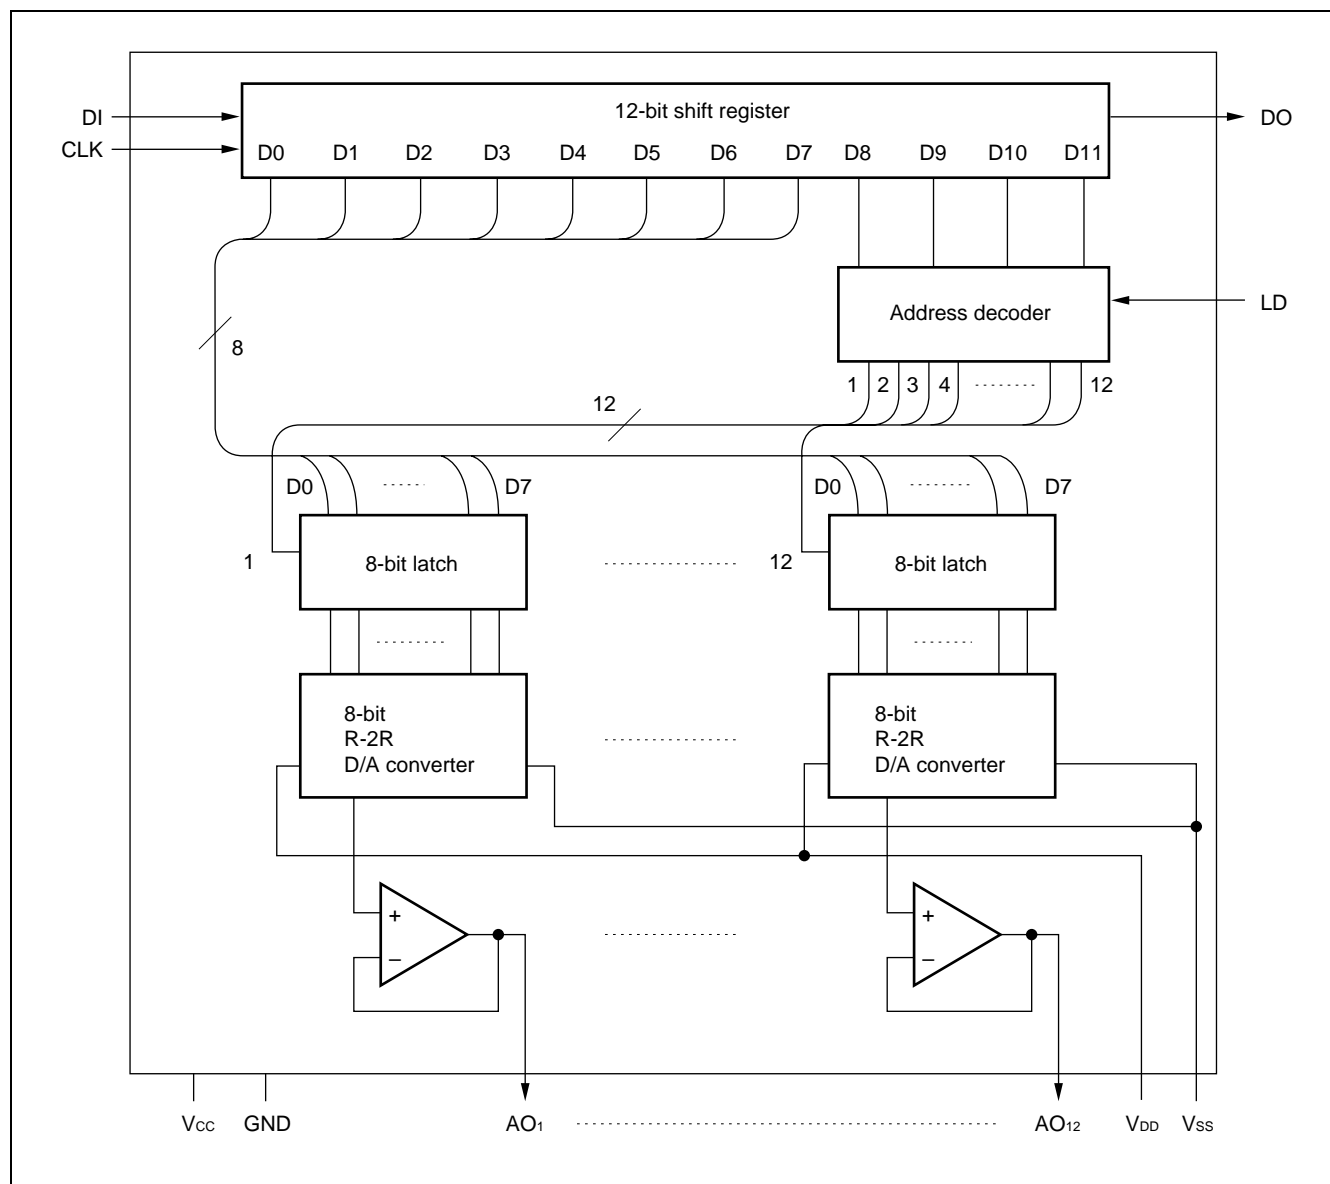 12-bit shift register
DI
DO
CLK
D0 D1 D2 D3 D4 D5 D6 D7 D8 D9 D10 D11
LD
Address decoder
8
1 2 3 4 12
12
D0 D7 D0 D7
1 8-bit latch 12 8-bit latch
8-bit 8-bit
R-2R R-2R
D/A converter D/A converter
+ +
– –
VCC GND AO1 AO12 VDD VSS